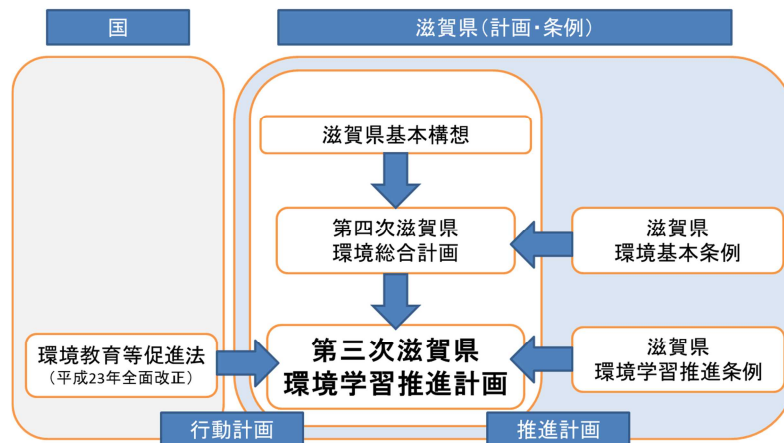 国
滋賀県（計画・条例）
滋賀県基本構想
第四次滋賀県
環境総合計画
滋賀県
環境基本条例
環境教育等促進法
（平成23年全面改正）
第三次滋賀県
環境学習推進計画
滋賀県
環境学習推進条例
行動計画
推進計画